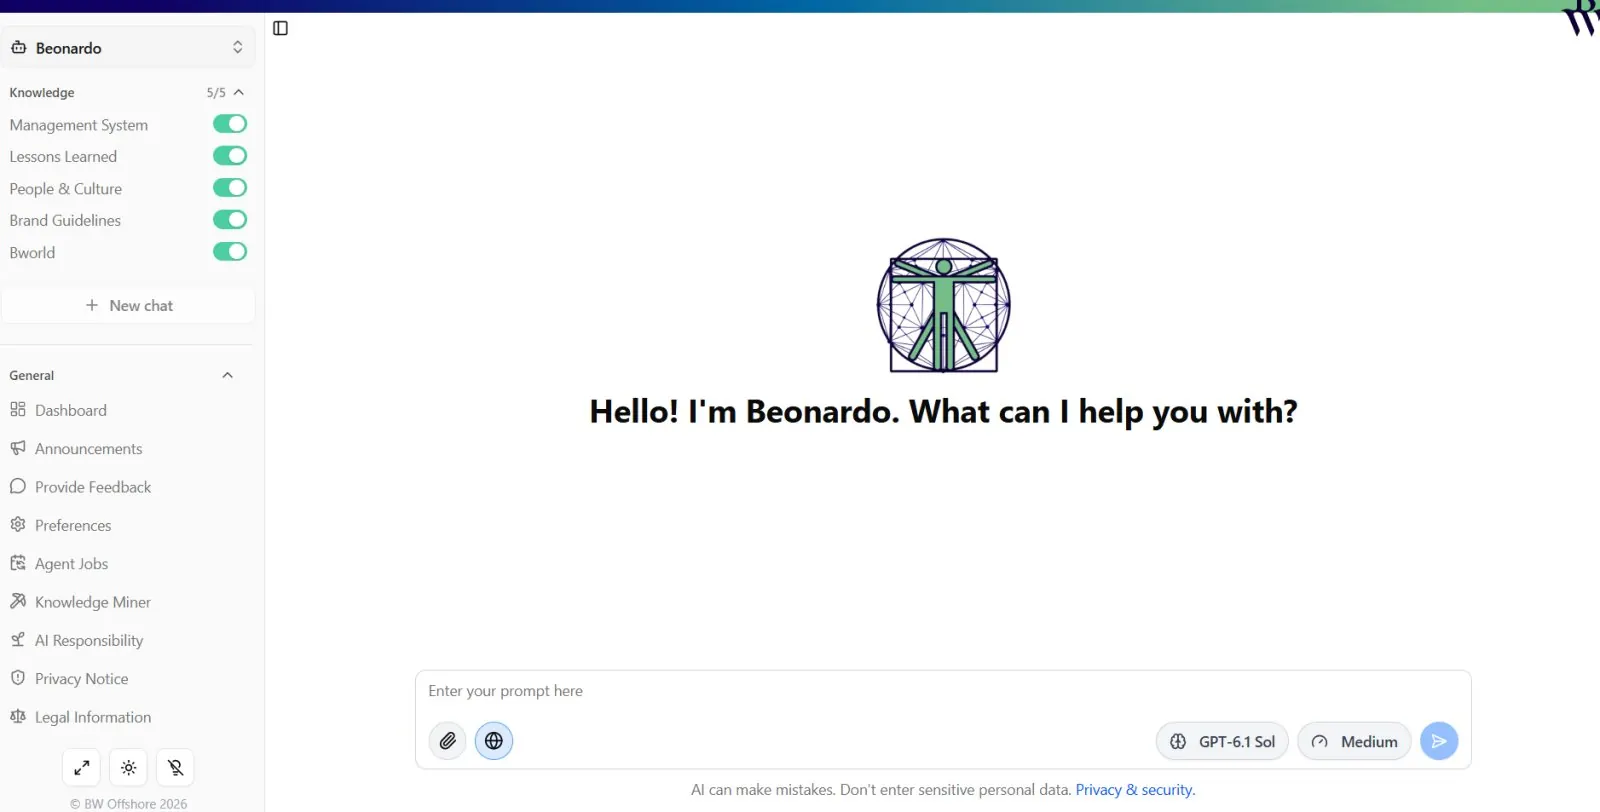 Beonardo
Knowledge 5/5
Management System
Lessons Learned
People & Culture
Brand Guidelines
Bworld
+ New chat
General
Dashboard
Announcements
Provide Feedback
Preferences
Agent Jobs
Knowledge Miner
AI Responsibility
Privacy Notice
Legal Information
© BW Offshore 2026
Hello! I'm Beonardo. What can I help you with?
Enter your prompt here
GPT-6.1 Sol Medium
AI can make mistakes. Don't enter sensitive personal data. Privacy & security.